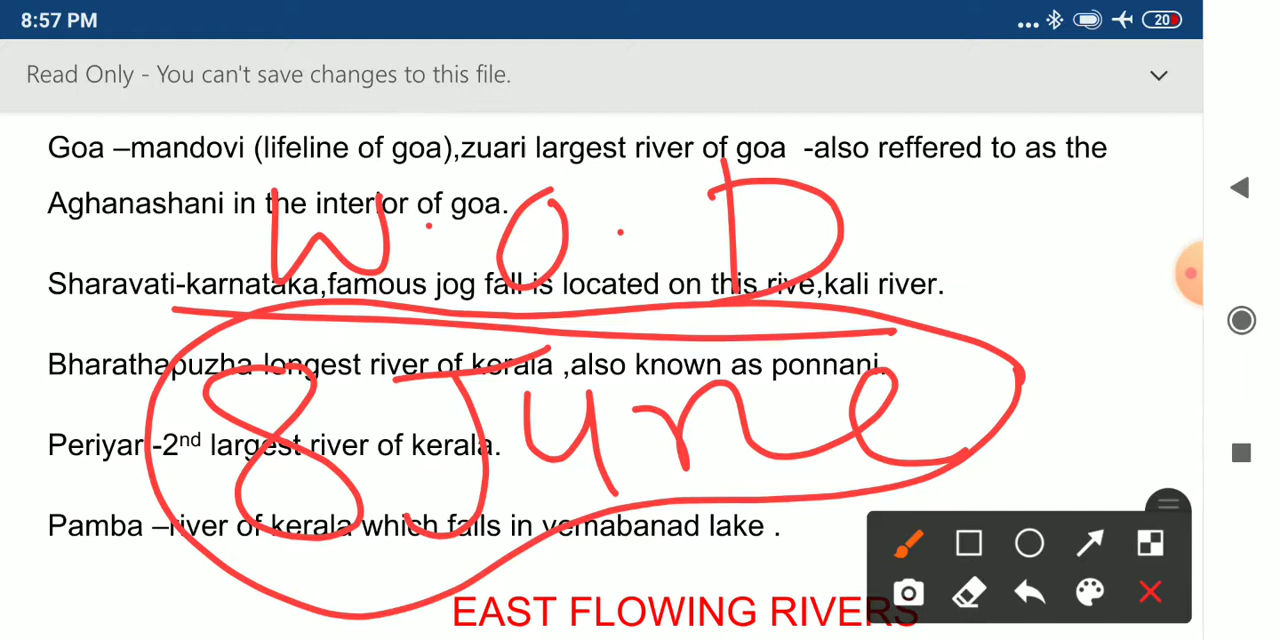 8:57 PM
20
Read Only - You can't save changes to this file.
Goa –mandovi (lifeline of goa),zuari largest river of goa -also reffered to as the
Aghanashani in the interior of goa.
W.O.D
Sharavati-karnataka,famous jog fall is located on this rive,kali river.
Bharathapuzha-longest river of kerala ,also known as ponnani.
8 June
Periyar -2nd largest river of kerala.
Pamba –river of kerala which falls in vemabanad lake .
EAST FLOWING RIVERS